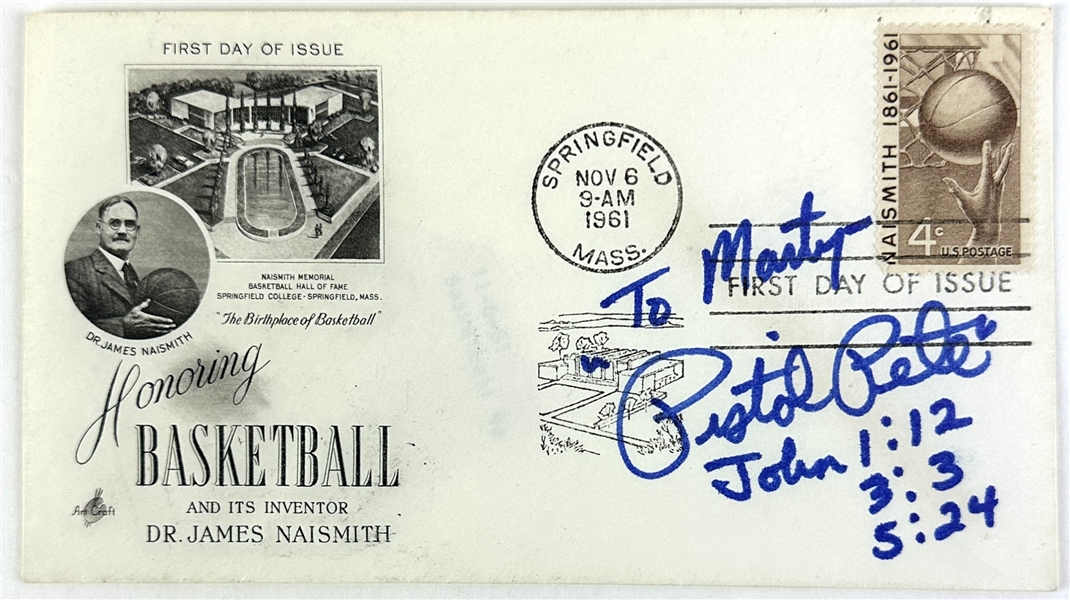 FIRST DAY OF ISSUE
NAISMITH MEMORIAL
BASKETBALL HALL OF FAME
SPRINGFIELD COLLEGE - SPRINGFIELD, MASS.
"The Birthplace of Basketball"
DR. JAMES NAISMITH
Honoring
BASKETBALL
AND ITS INVENTOR
DR. JAMES NAISMITH
Art Craft
SPRINGFIELD
NOV 6
9-AM
1961
MASS.
NAISMITH 1861-1961
4c
U.S. POSTAGE
FIRST DAY OF ISSUE
To Martyn
"Pistol Pete"
John 1:12
3:3
5:24